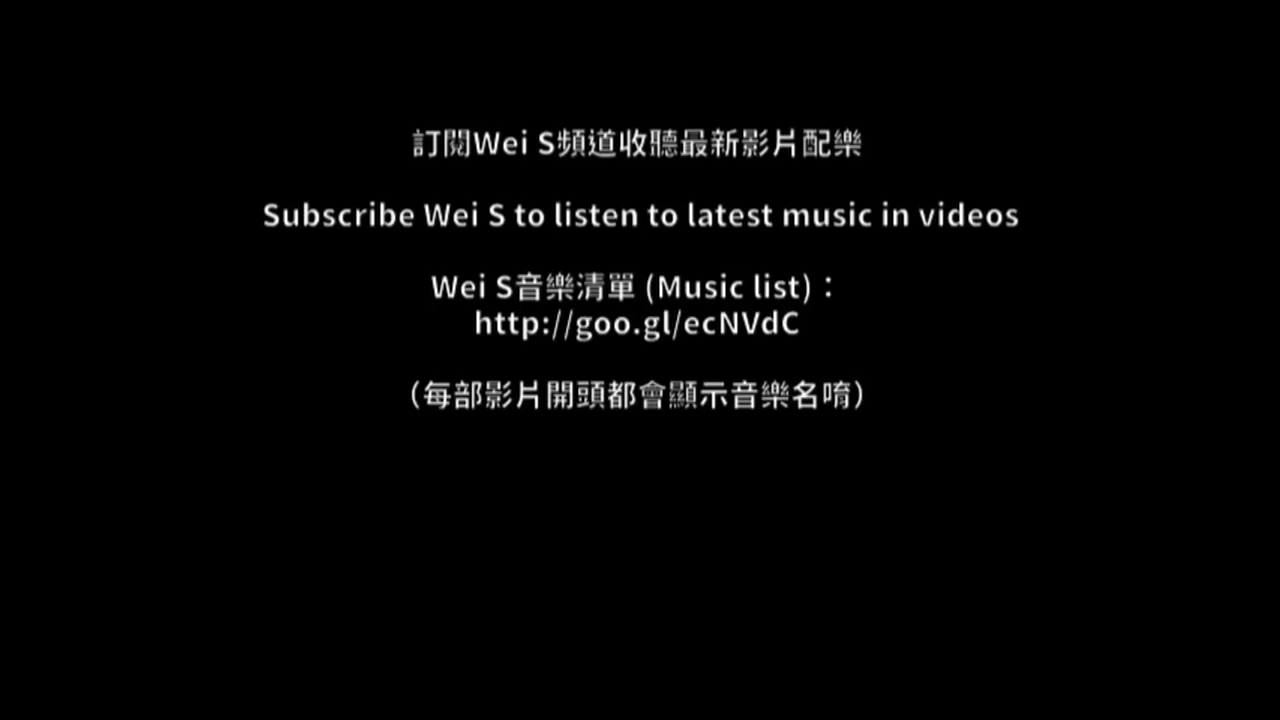 訂閱Wei S頻道收聽最新影片配樂
Subscribe Wei S to listen to latest music in videos
Wei S音樂清單 (Music list)：
http://goo.gl/ecNVdC
（每部影片開頭都會顯示音樂名唷）